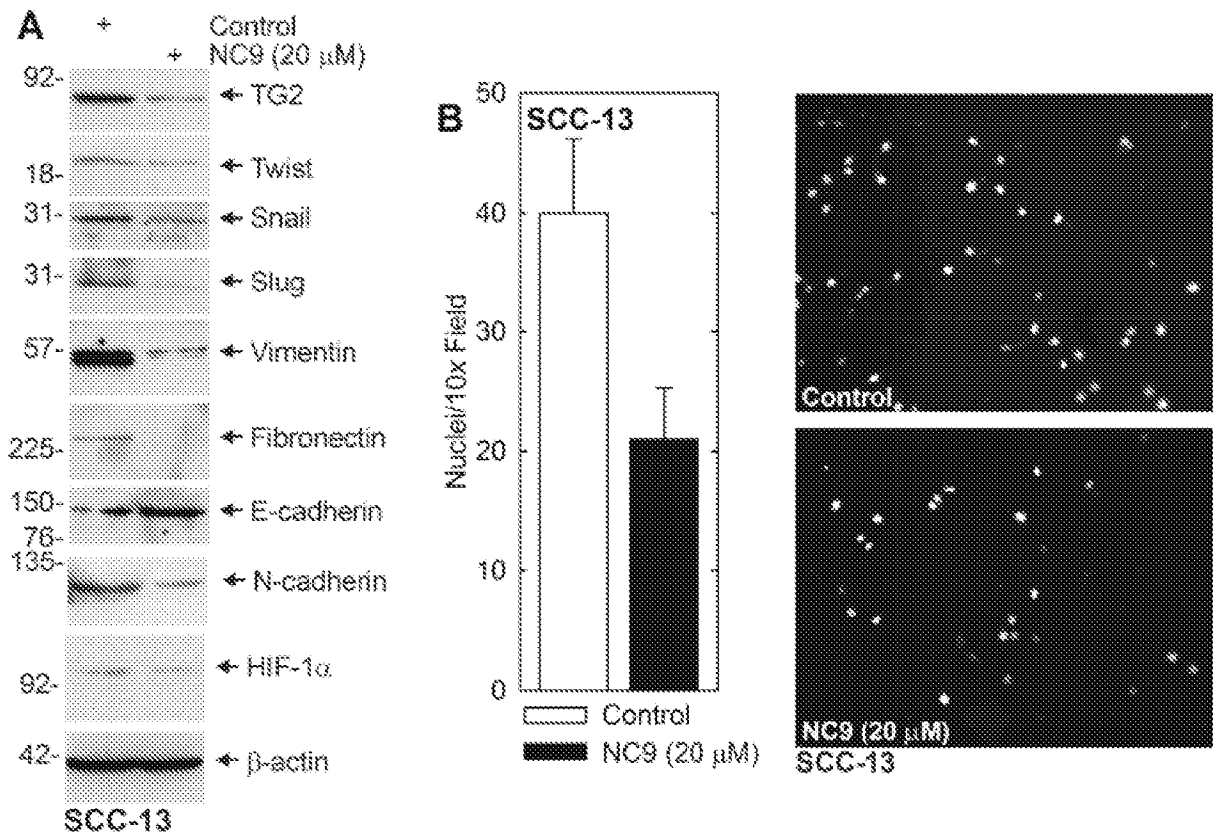 A
+ Control
+ NC9 (20 μM)
92-
TG2
Twist
18-
31-
Snail
31-
Slug
57-
Vimentin
Fibronectin
225-
150-
E-cadherin
76-
135-
N-cadherin
HIF-1α
92-
42-
β-actin
SCC-13
B
SCC-13
50
40
30
20
10
0
Nuclei/10x Field
Control
NC9 (20 μM)
Control
NC9 (20 μM)
SCC-13